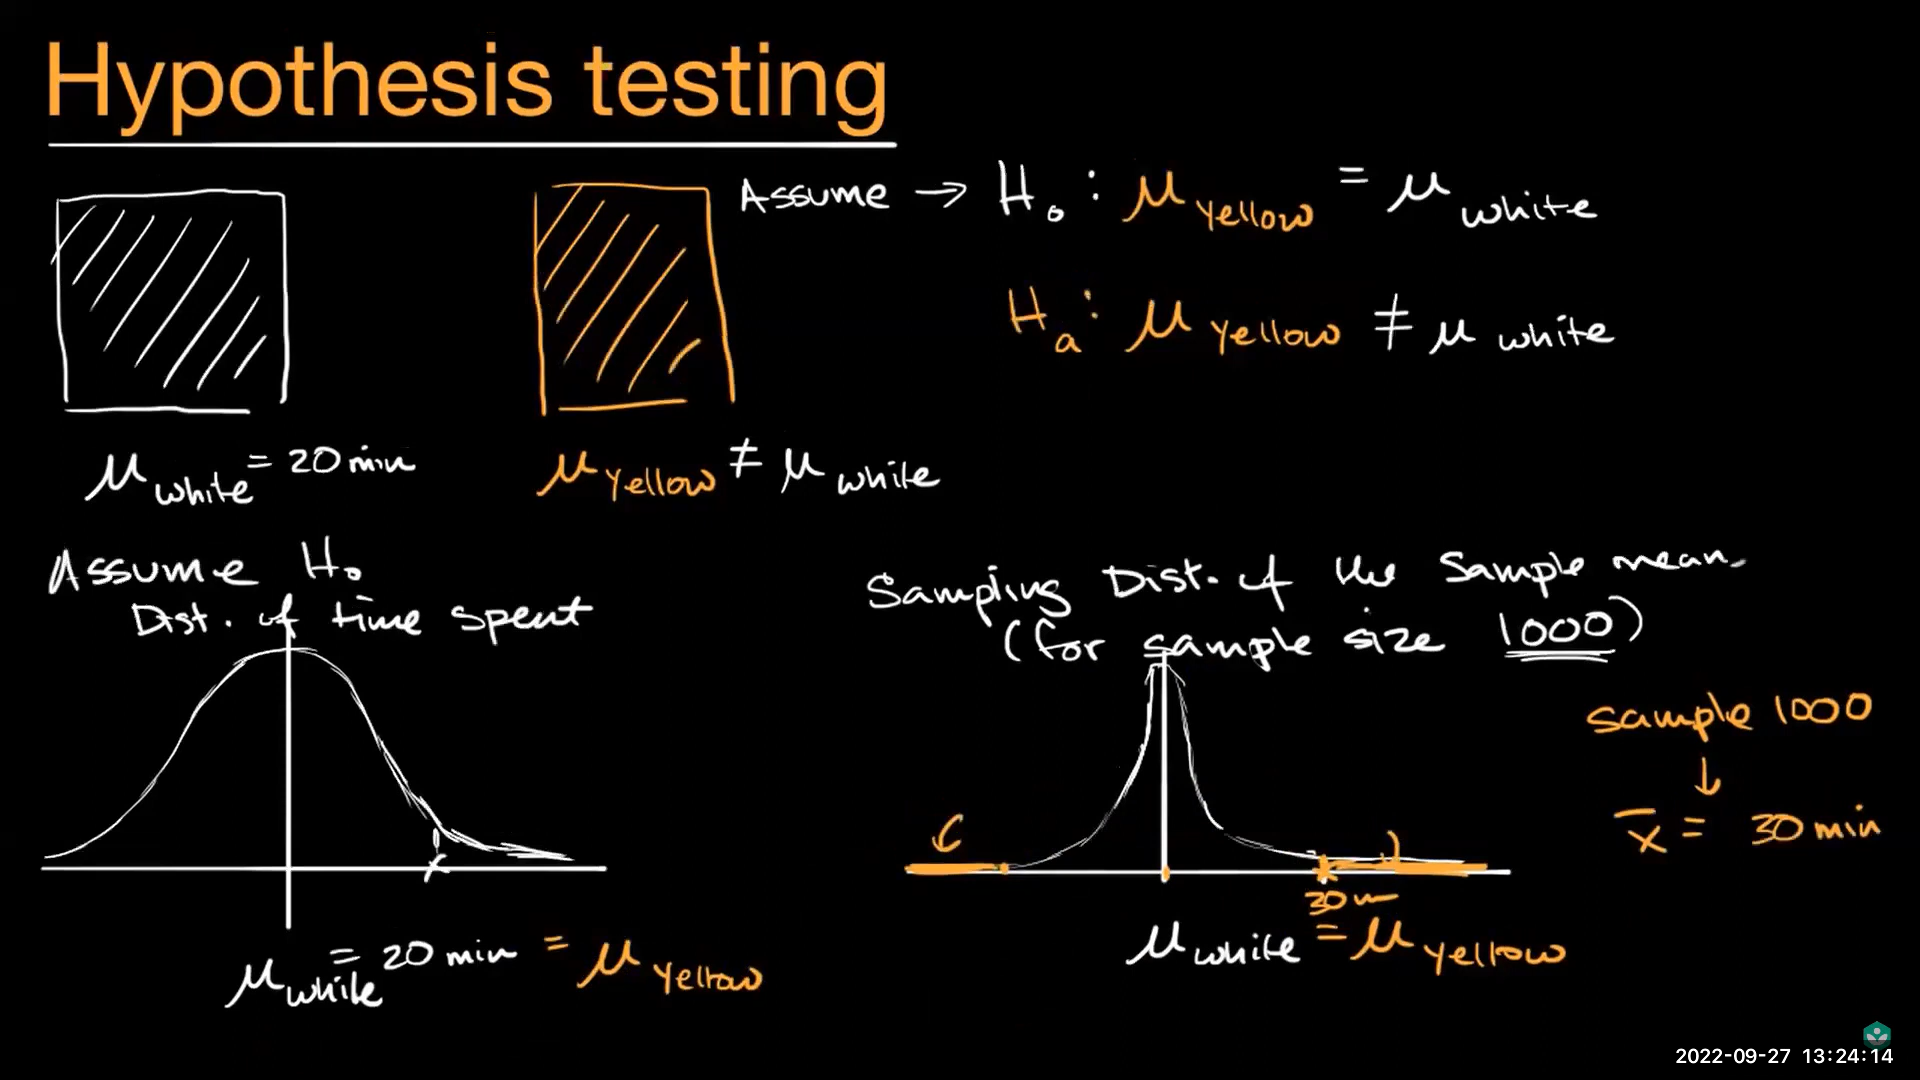 Hypothesis testing
Assume → H₀ : μ yellow = μ white
Hₐ : μ yellow ≠ μ white
μ white = 20 min
μ yellow ≠ μ white
Assume H₀
Dist. of time spent
μ white = 20 min = μ yellow
Sampling Dist. of the sample mean
(for sample size 1000)
sample 1000
↓
x̄ = 30 min
30 m
μ white = μ yellow
2022-09-27 13:24:14